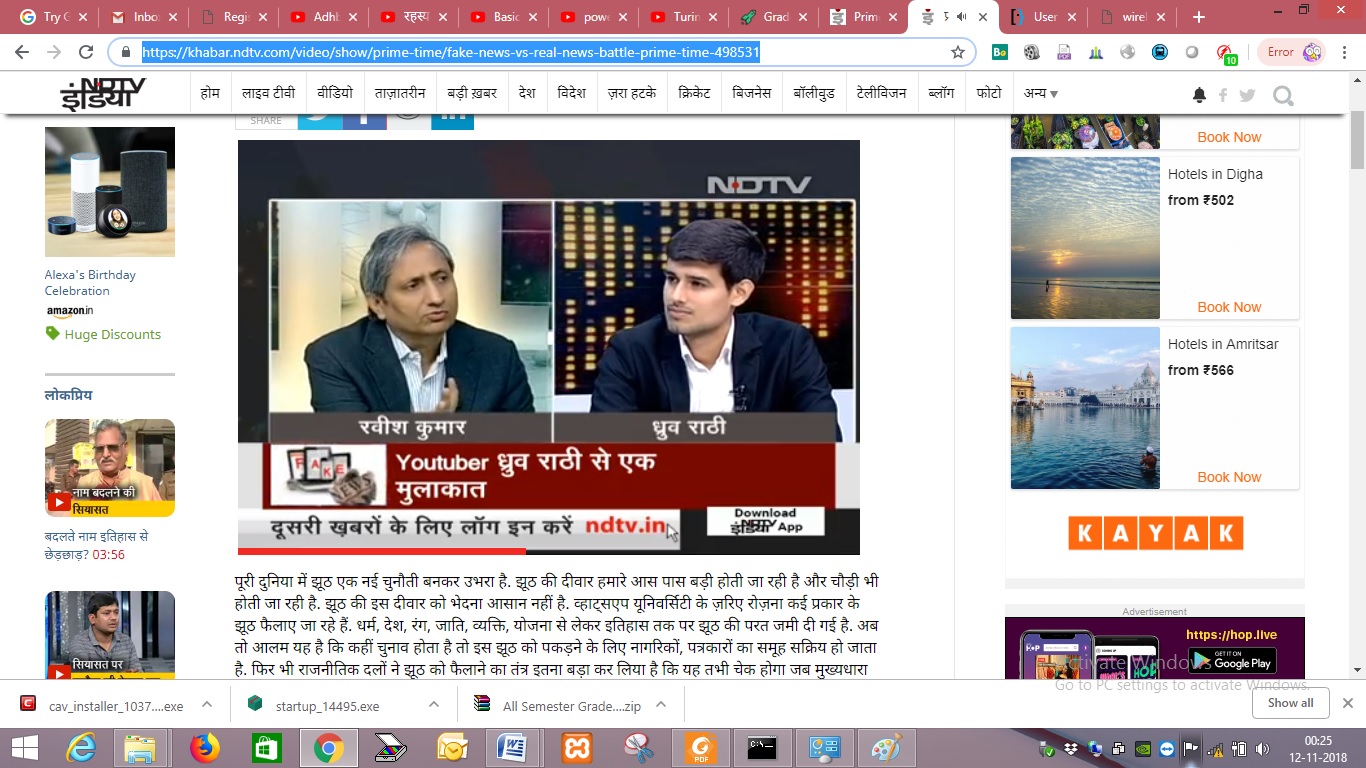 Try G
Inbo
Regis
Adhb
रहस्य
Basic
powe
Turin
Grad
Prime
User
wirel
https://khabar.ndtv.com/video/show/prime-time/fake-news-vs-real-news-battle-prime-time-498531
Error
10
NDTV
इंडिया
होम
लाइव टीवी
वीडियो
ताज़ातरीन
बड़ी ख़बर
देश
विदेश
ज़रा हटके
क्रिकेट
बिजनेस
बॉलीवुड
टेलीविजन
ब्लॉग
फोटो
अन्य
SHARE
Alexa's Birthday
Celebration
amazon.in
Huge Discounts
लोकप्रिय
नाम बदलने की
सियासत
बदलते नाम इतिहास से
छेड़छाड़? 03:56
सियासत पर
NDTV
रवीश कुमार
ध्रुव राठी
FAKE
Youtuber ध्रुव राठी से एक
मुलाकात
दूसरी ख़बरों के लिए लॉग इन करें ndtv.in
Download
NDTV
इंडिया App
पूरी दुनिया में झूठ एक नई चुनौती बनकर उभरा है. झूठ की दीवार हमारे आस पास बड़ी होती जा रही है और चौड़ी भी
होती जा रही है. झूठ की इस दीवार को भेदना आसान नहीं है. व्हाट्सएप यूनिवर्सिटी के ज़रिए रोज़ना कई प्रकार के
झूठ फैलाए जा रहे हैं. धर्म, देश, रंग, जाति, व्यक्ति, योजना से लेकर इतिहास तक पर झूठ की परत जमी दी गई है. अब
तो आलम यह है कि कहीं चुनाव होता है तो इस झूठ को पकड़ने के लिए नागरिकों, पत्रकारों का समूह सक्रिय हो जाता
है. फिर भी राजनीतिक दलों ने झूठ को फैलाने का तंत्र इतना बड़ा कर लिया है कि यह तभी चेक होगा जब मुख्यधारा
Book Now
Hotels in Digha
from ₹502
Book Now
Hotels in Amritsar
from ₹566
Book Now
KAYAK
Advertisement
https://hop.live
GET IT ON
Google Play
Activate Windows
Go to PC settings to activate Windows.
cav_installer_1037....exe
startup_14495.exe
All Semester Grade....zip
Show all
00:25
12-11-2018